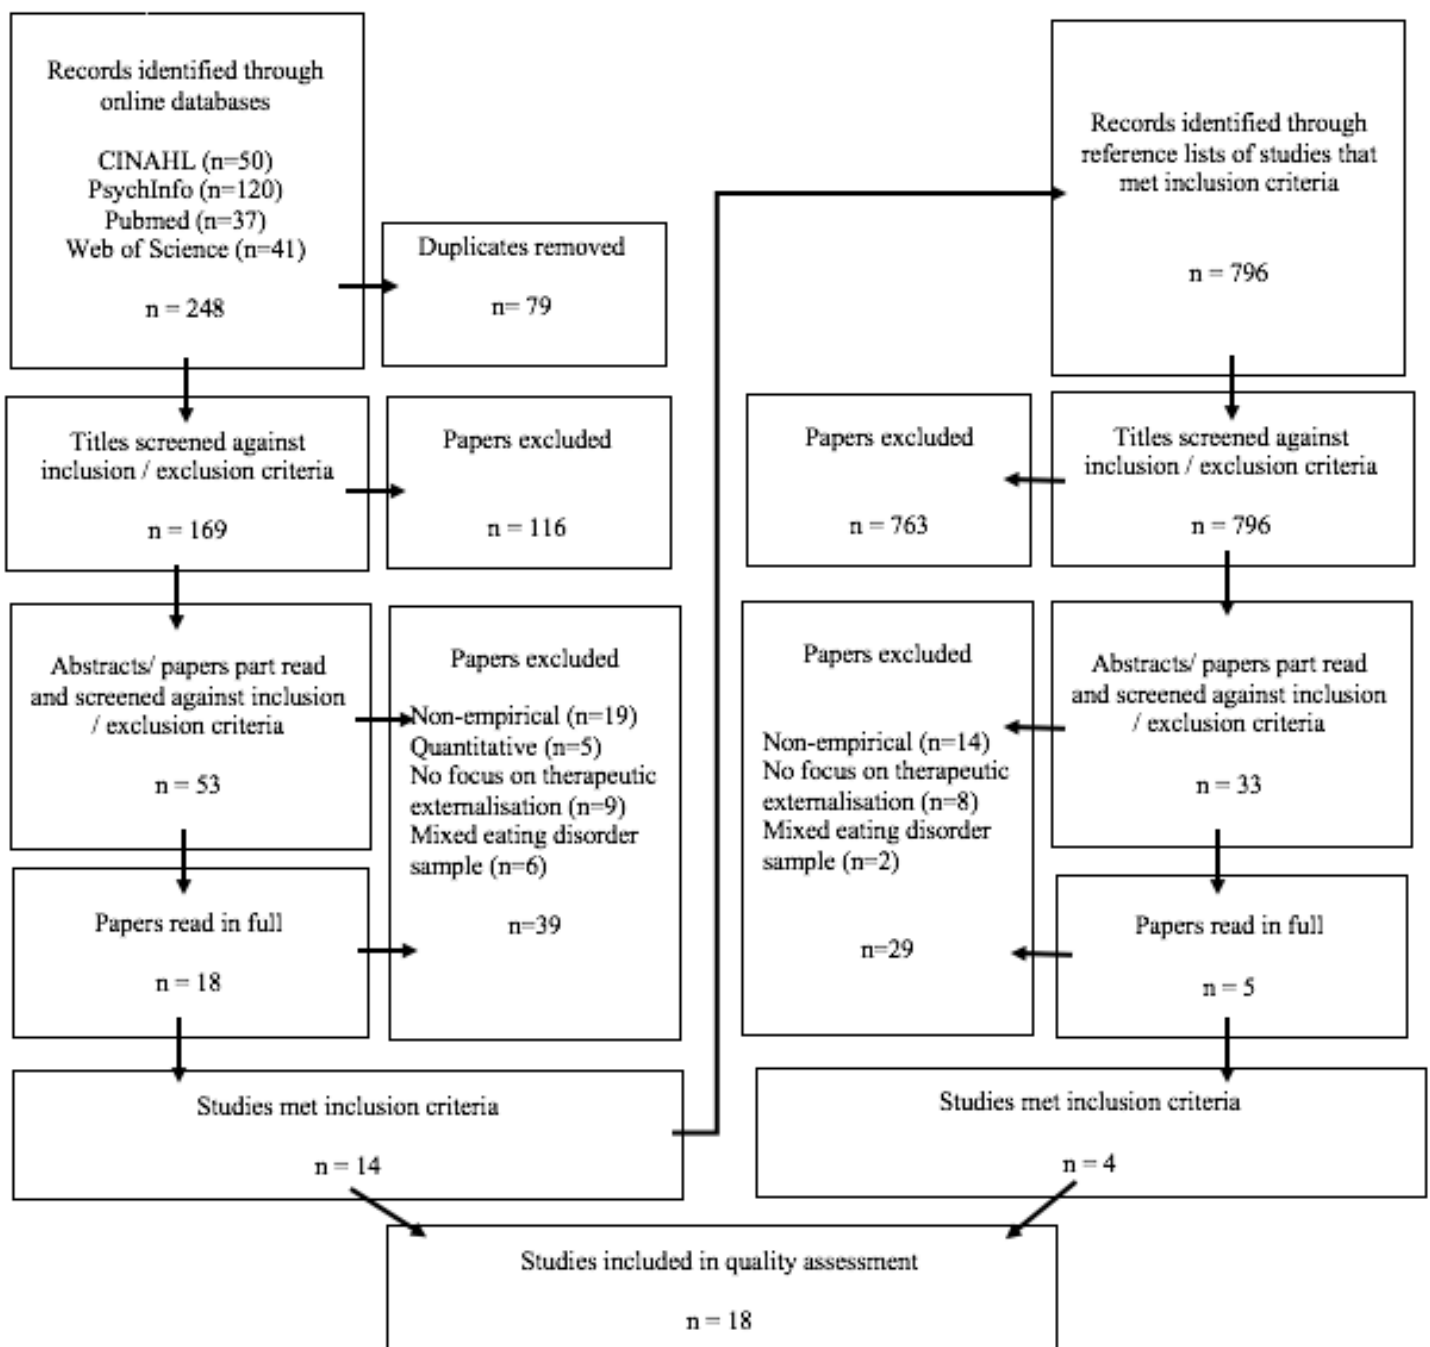 Records identified through
online databases
CINAHL (n=50)
PsychInfo (n=120)
Pubmed (n=37)
Web of Science (n=41)
n = 248
Duplicates removed
n= 79
Titles screened against
inclusion / exclusion criteria
n = 169
Papers excluded
n = 116
Abstracts/ papers part read
and screened against inclusion
/ exclusion criteria
n = 53
Papers excluded
Non-empirical (n=19)
Quantitative (n=5)
No focus on therapeutic
externalisation (n=9)
Mixed eating disorder
sample (n=6)
n=39
Papers read in full
n = 18
Studies met inclusion criteria
n = 14
Records identified through
reference lists of studies that
met inclusion criteria
n = 796
Papers excluded
n = 763
Titles screened against
inclusion / exclusion criteria
n = 796
Papers excluded
Non-empirical (n=14)
No focus on therapeutic
externalisation (n=8)
Mixed eating disorder
sample (n=2)
n=29
Abstracts/ papers part read
and screened against inclusion
/ exclusion criteria
n = 33
Papers read in full
n = 5
Studies met inclusion criteria
n = 4
Studies included in quality assessment
n = 18